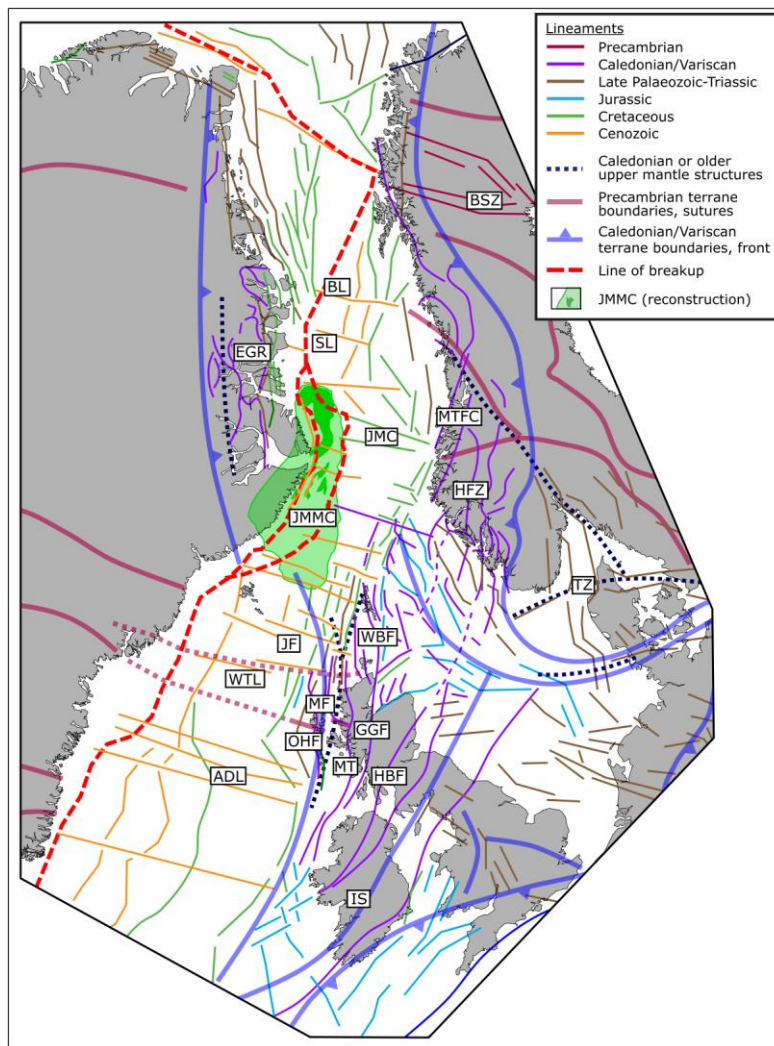 Lineaments
Precambrian
Caledonian/Variscan
Late Palaeozoic-Triassic
Jurassic
Cretaceous
Cenozoic
Caledonian or older
upper mantle structures
Precambrian terrane
boundaries, sutures
Caledonian/Variscan
terrane boundaries, front
Line of breakup
JMMC (reconstruction)
BSZ
BL
SL
EGR
MTFC
JMC
HFZ
JMMC
TZ
JF
WBF
WTL
MF
GGF
OHF
MT
HBF
ADL
IS